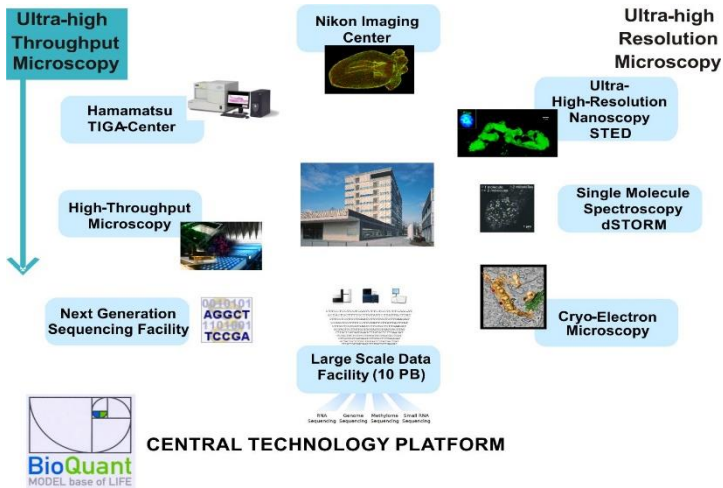 Ultra-high
Throughput
Microscopy
Nikon Imaging
Center
Ultra-high
Resolution
Microscopy
Hamamatsu
TIGA-Center
Ultra-
High-Resolution
Nanoscopy
STED
High-Throughput
Microscopy
Single Molecule
Spectroscopy
dSTORM
Next Generation
Sequencing Facility
0010101
AGGCT
1101001
TCCGA
Cryo-Electron
Microscopy
Large Scale Data
Facility (10 PB)
RNA Sequencing
Genome Sequencing
Methylome Sequencing
Small RNA Sequencing
BioQuant
MODEL base of LIFE
CENTRAL TECHNOLOGY PLATFORM